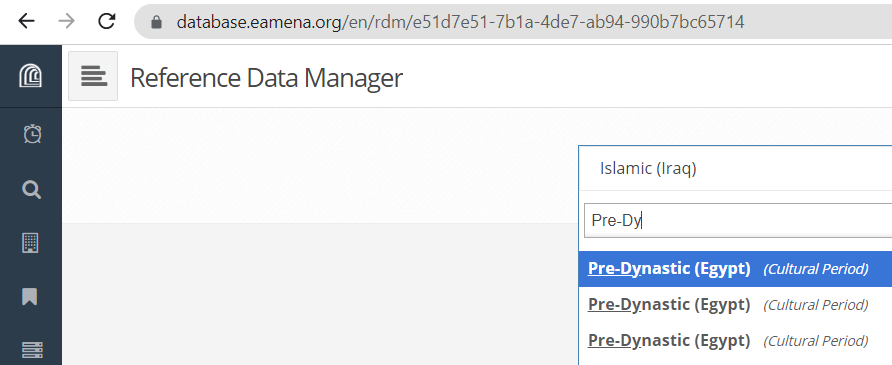 database.eamena.org/en/rdm/e51d7e51-7b1a-4de7-ab94-990b7bc65714
Reference Data Manager
Islamic (Iraq)
Pre-Dy
Pre-Dynastic (Egypt) (Cultural Period)
Pre-Dynastic (Egypt) (Cultural Period)
Pre-Dynastic (Egypt) (Cultural Period)